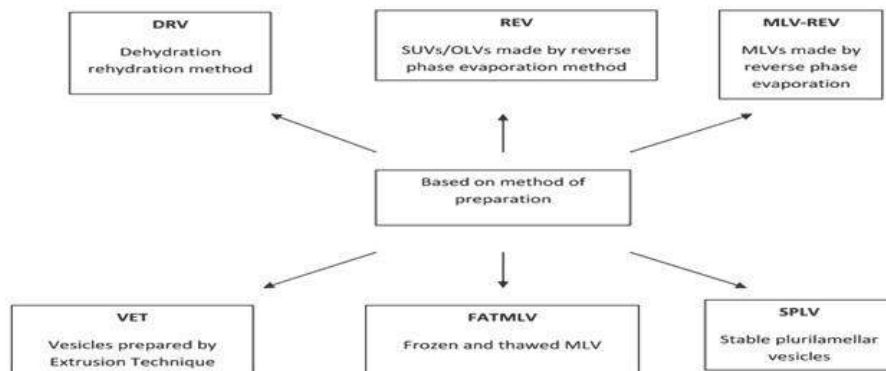 DRV
Dehydration
rehydration method
REV
SUVs/OLVs made by reverse
phase evaporation method
MLV-REV
MLVs made by
reverse phase
evaporation
Based on method of
preparation
VET
Vesicles prepared by
Extrusion Technique
FATMLV
Frozen and thawed MLV
SPLV
Stable plurilamellar
vesicles